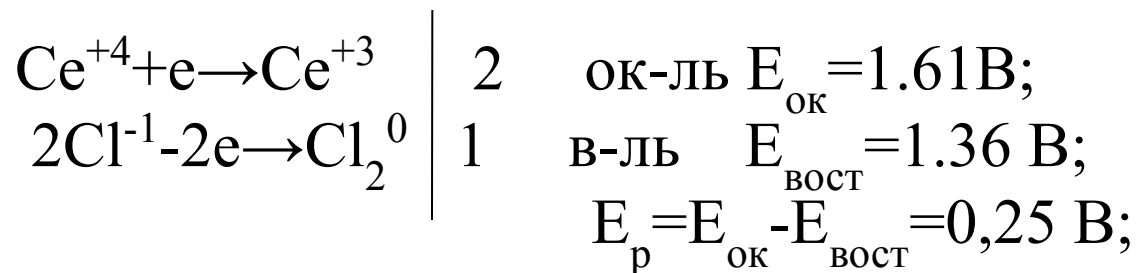 Ce⁺⁴+e→Ce⁺³ | 2 ок-ль Eок=1.61В;
2Cl⁻¹-2e→Cl₂⁰ | 1 в-ль Eвост=1.36 В;
Eр=Eок-Eвост=0,25 В;